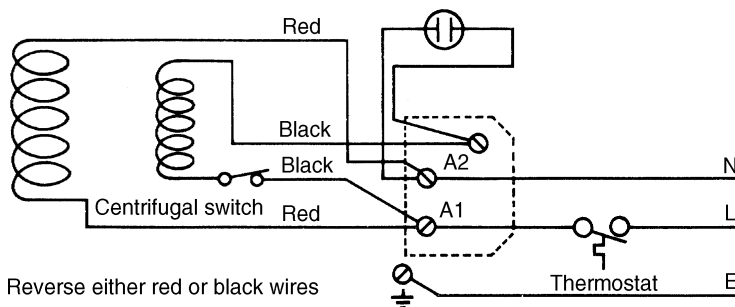 Red
Black
A2
Black
N
Centrifugal switch
Red
A1
L
Reverse either red or black wires
Thermostat
E